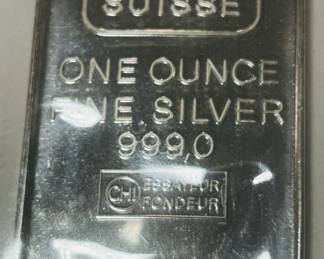 SUISSE
ONE OUNCE
FINE SILVER
999,0
CHI ESSAYEUR
FONDEUR